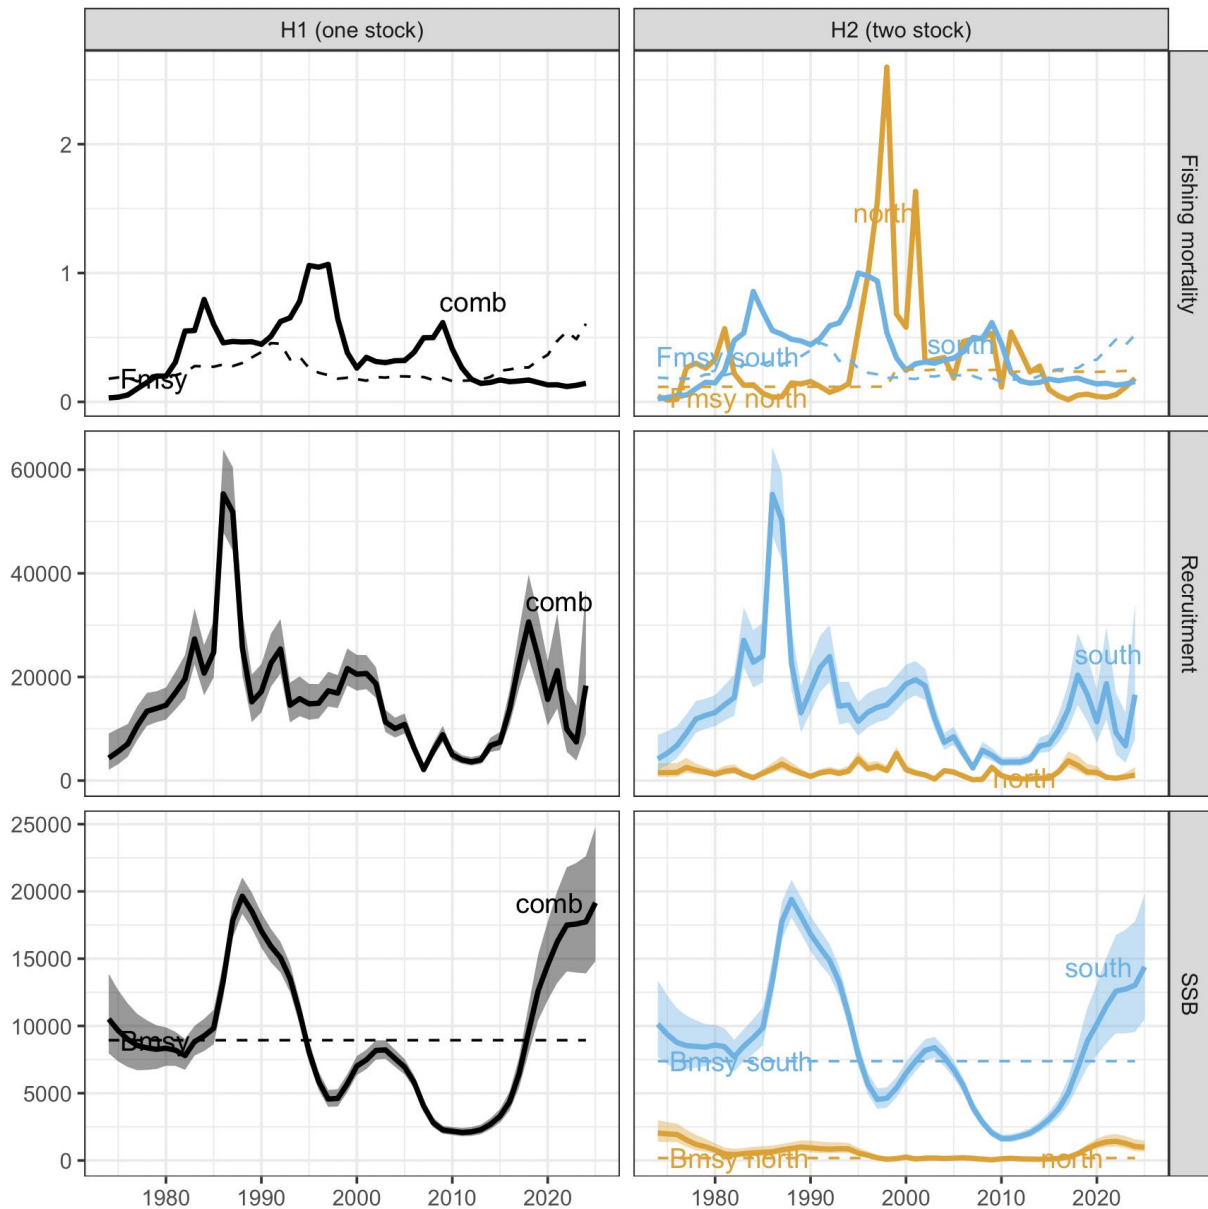 H1 (one stock)
H2 (two stock)
2
1
0
comb
Fmsy
north
south
Fmsy south
Fmsy north
Fishing mortality
60000
40000
20000
0
comb
south
north
Recruitment
25000
20000
15000
10000
5000
0
comb
Bmsy
south
Bmsy south
Bmsy north
north
SSB
1980 1990 2000 2010 2020
1980 1990 2000 2010 2020